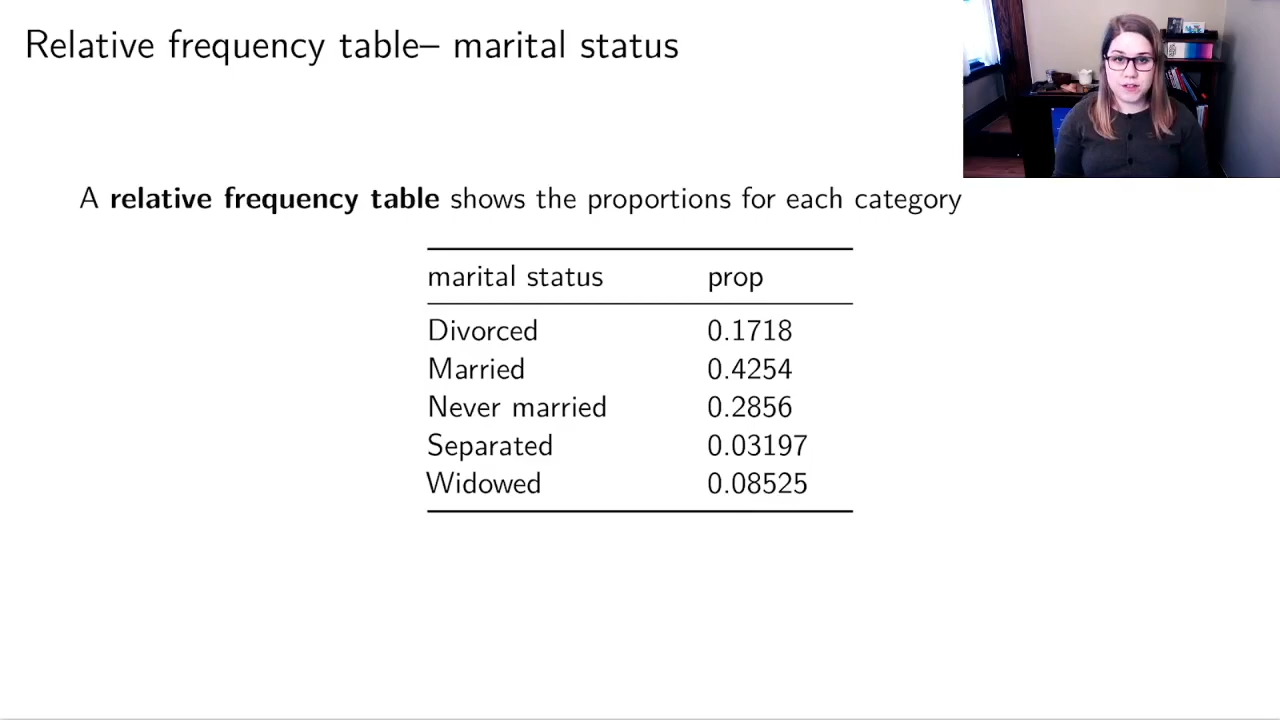 Relative frequency table– marital status
A relative frequency table shows the proportions for each category
marital status prop
Divorced 0.1718
Married 0.4254
Never married 0.2856
Separated 0.03197
Widowed 0.08525